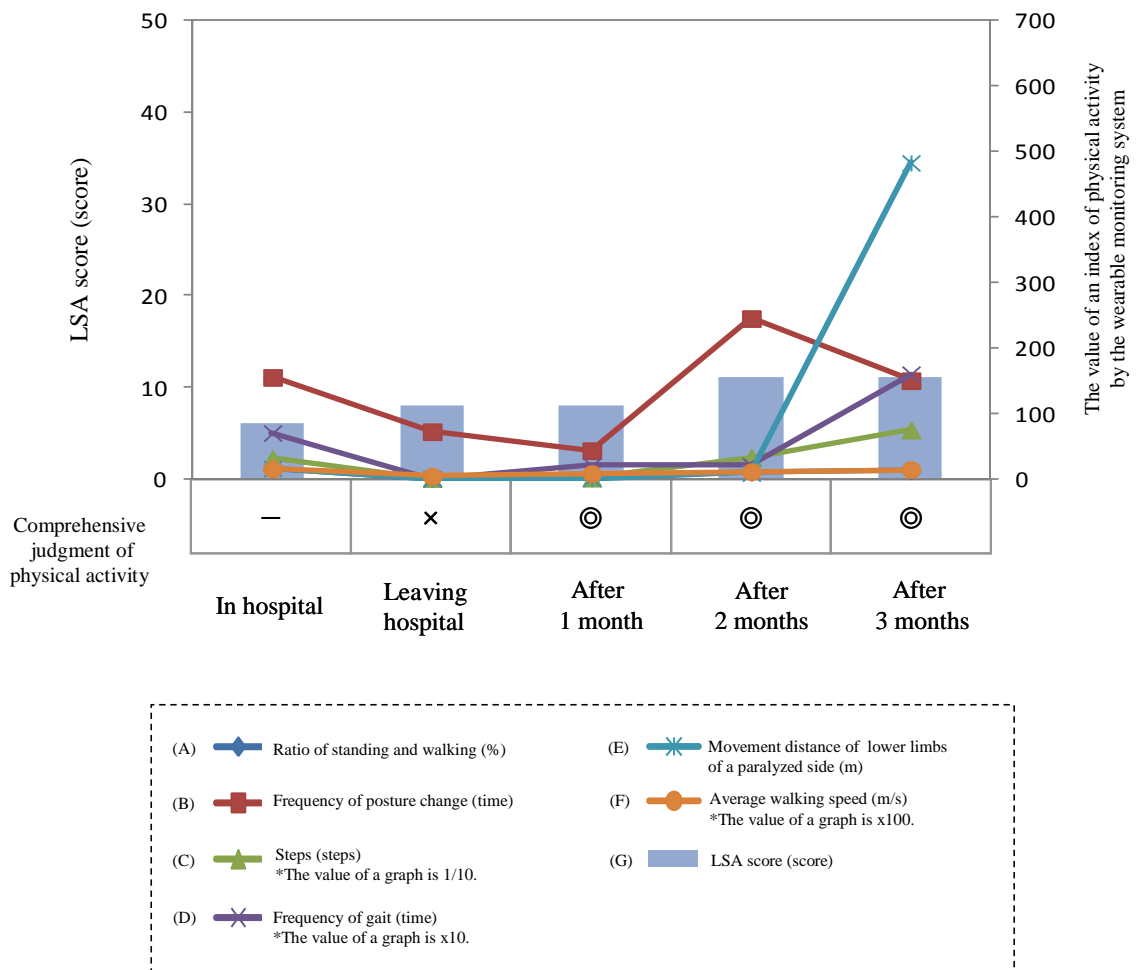 50
40
30
20
10
0
LSA score (score)
700
600
500
400
300
200
100
0
The value of an index of physical activity
by the wearable monitoring system
Comprehensive
judgment of
physical activity
— × ◎ ◎ ◎
In hospital
Leaving
hospital
After
1 month
After
2 months
After
3 months
(A) Ratio of standing and walking (%)
(B) Frequency of posture change (time)
(C) Steps (steps)
*The value of a graph is 1/10.
(D) Frequency of gait (time)
*The value of a graph is x10.
(E) Movement distance of lower limbs
of a paralyzed side (m)
(F) Average walking speed (m/s)
*The value of a graph is x100.
(G) LSA score (score)